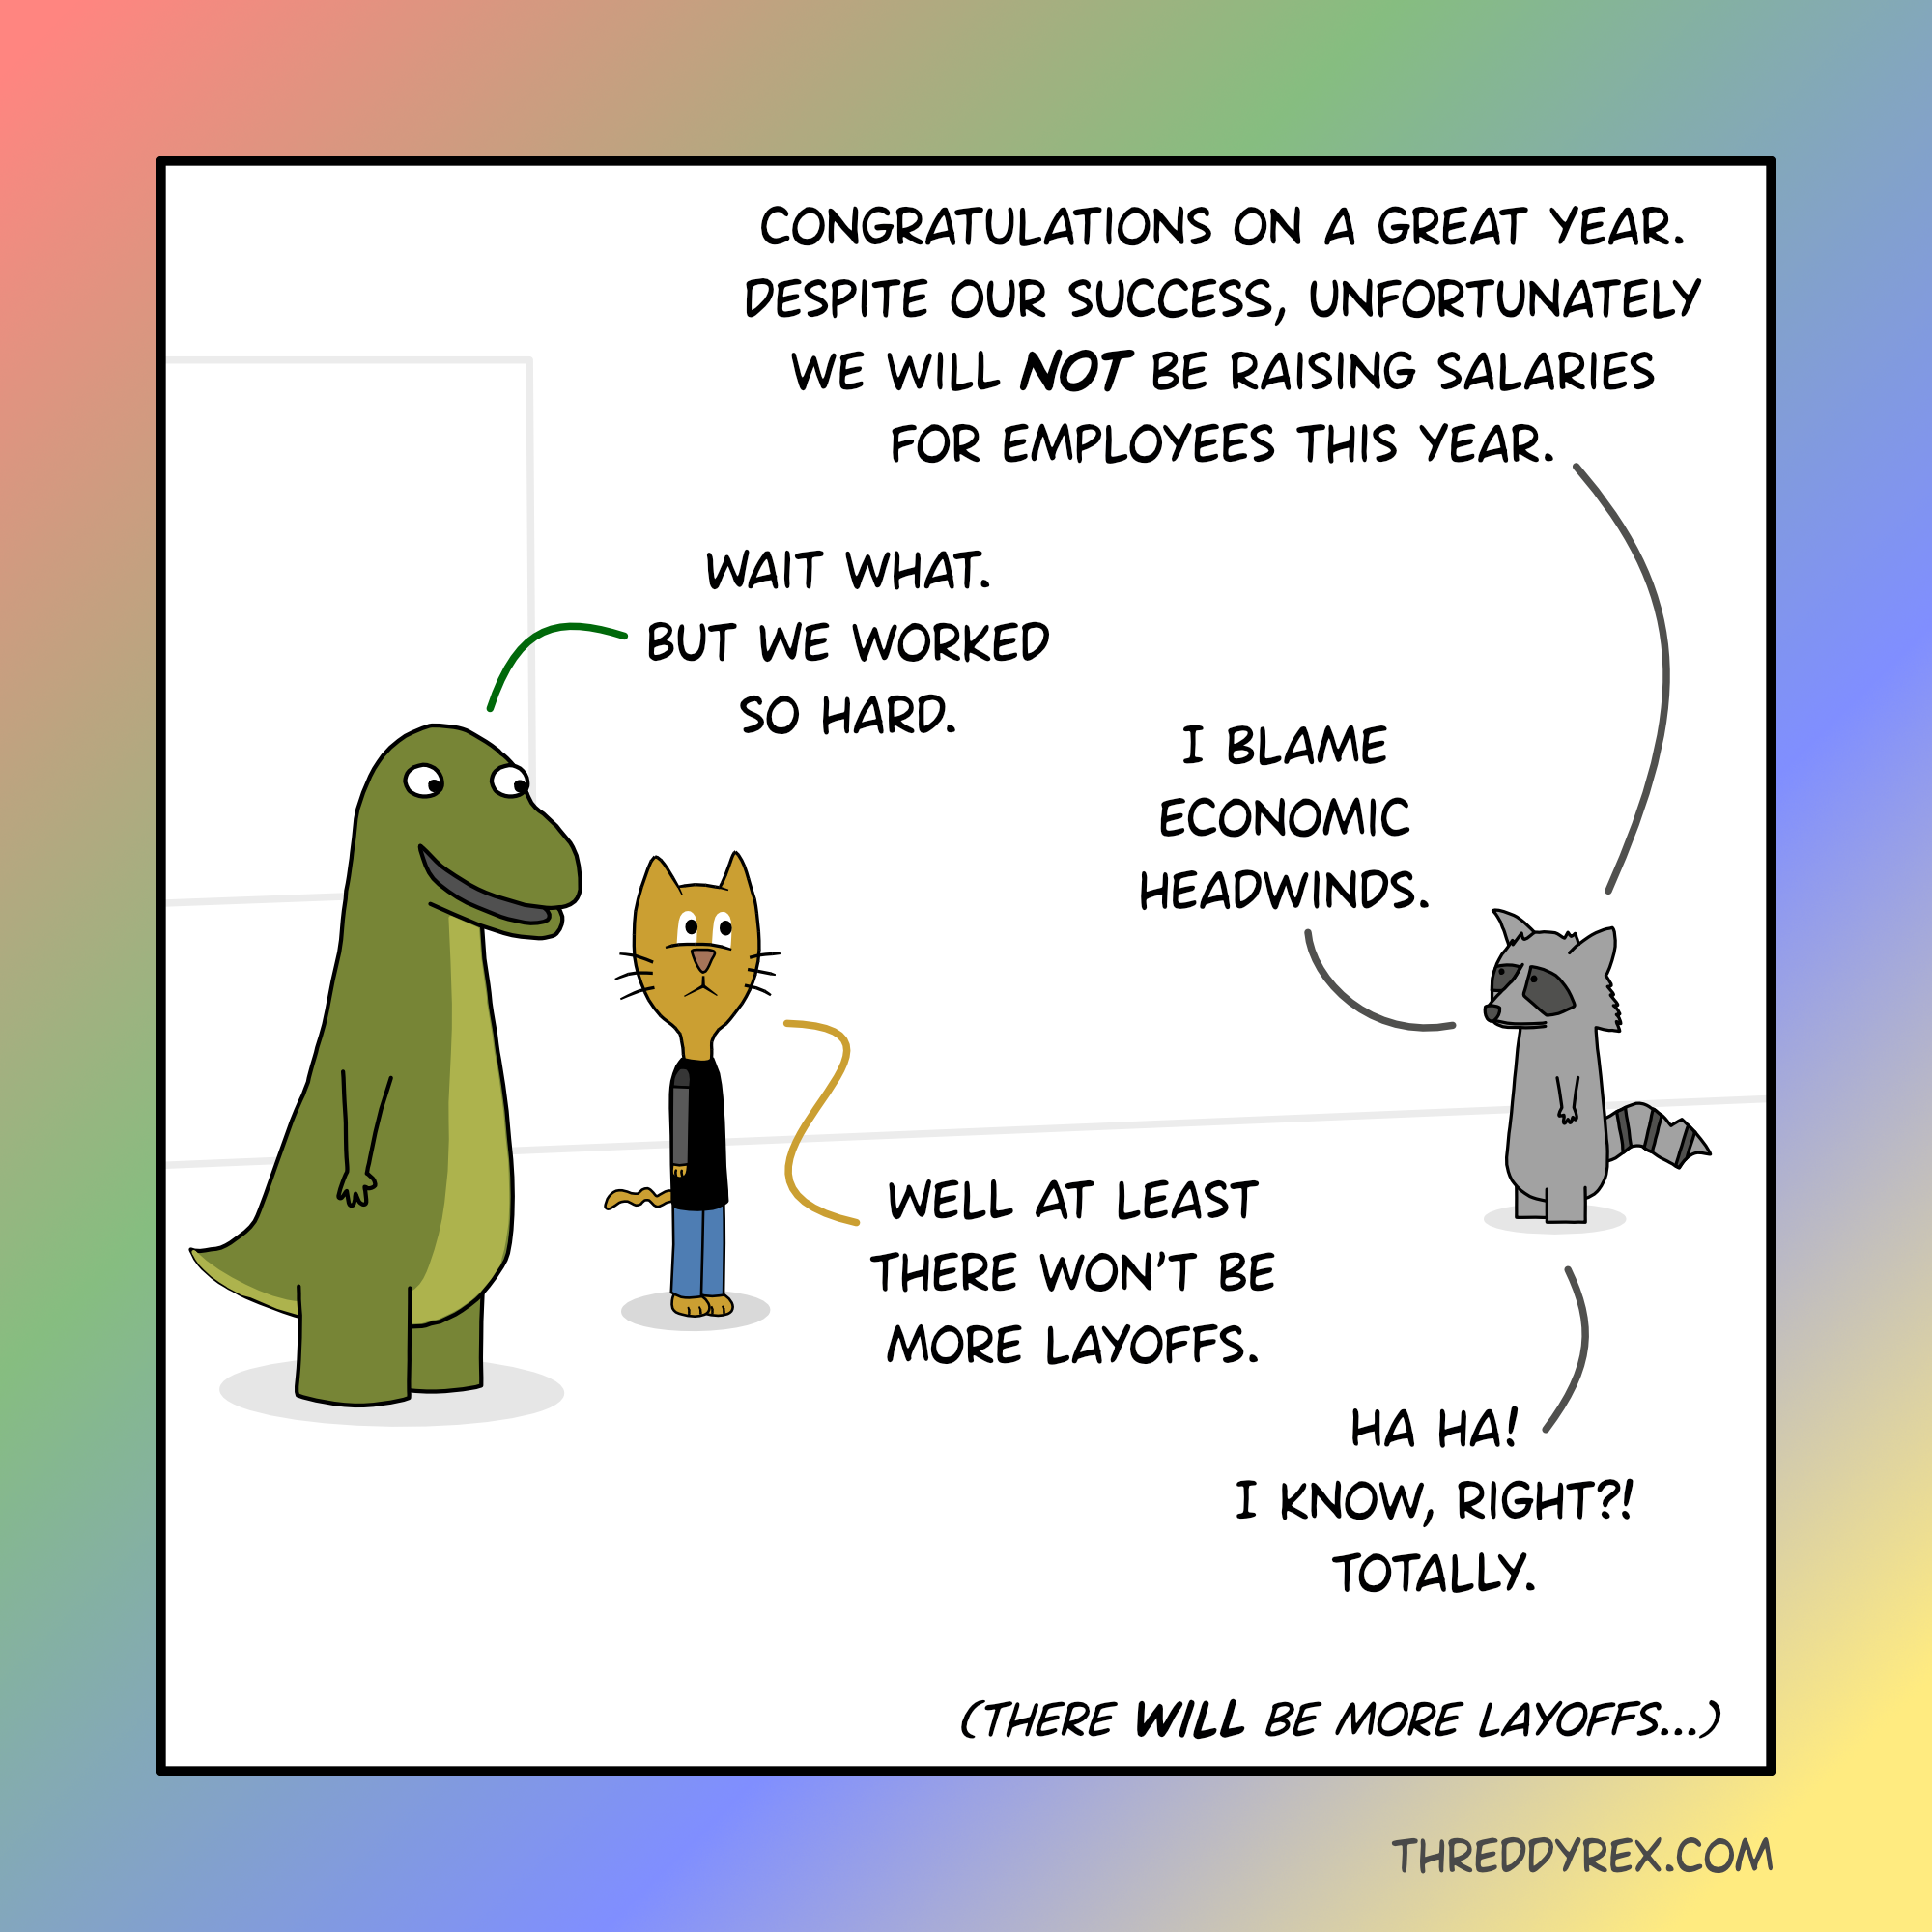 CONGRATULATIONS ON A GREAT YEAR.
DESPITE OUR SUCCESS, UNFORTUNATELY
WE WILL NOT BE RAISING SALARIES
FOR EMPLOYEES THIS YEAR.
WAIT WHAT.
BUT WE WORKED
SO HARD.
I BLAME
ECONOMIC
HEADWINDS.
WELL AT LEAST
THERE WON'T BE
MORE LAYOFFS.
HA HA!
I KNOW, RIGHT?!
TOTALLY.
(THERE WILL BE MORE LAYOFFS...)
THREDDYREX.COM